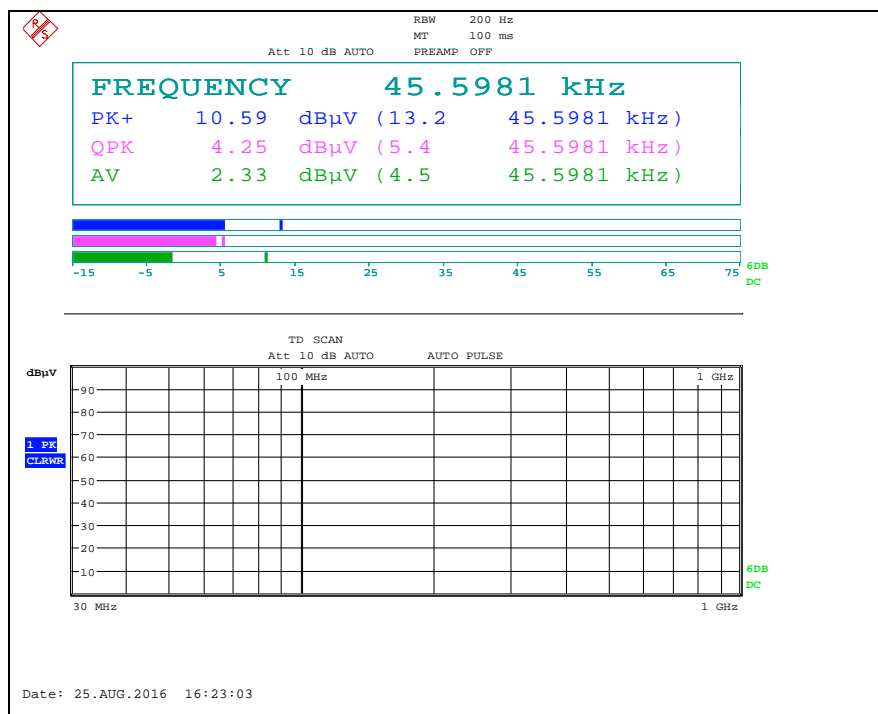 R S
RBW 200 Hz
MT 100 ms
Att 10 dB AUTO PREAMP OFF
FREQUENCY 45.5981 kHz
PK+ 10.59 dBµV (13.2 45.5981 kHz)
QPK 4.25 dBµV (5.4 45.5981 kHz)
AV 2.33 dBµV (4.5 45.5981 kHz)
-15 -5 5 15 25 35 45 55 65 75
6DB
DC
TD SCAN
Att 10 dB AUTO AUTO PULSE
dBµV
100 MHz 1 GHz
90
80
70
1 PK
CLRWR
60
50
40
30
20
10
6DB
DC
30 MHz 1 GHz
Date: 25.AUG.2016 16:23:03